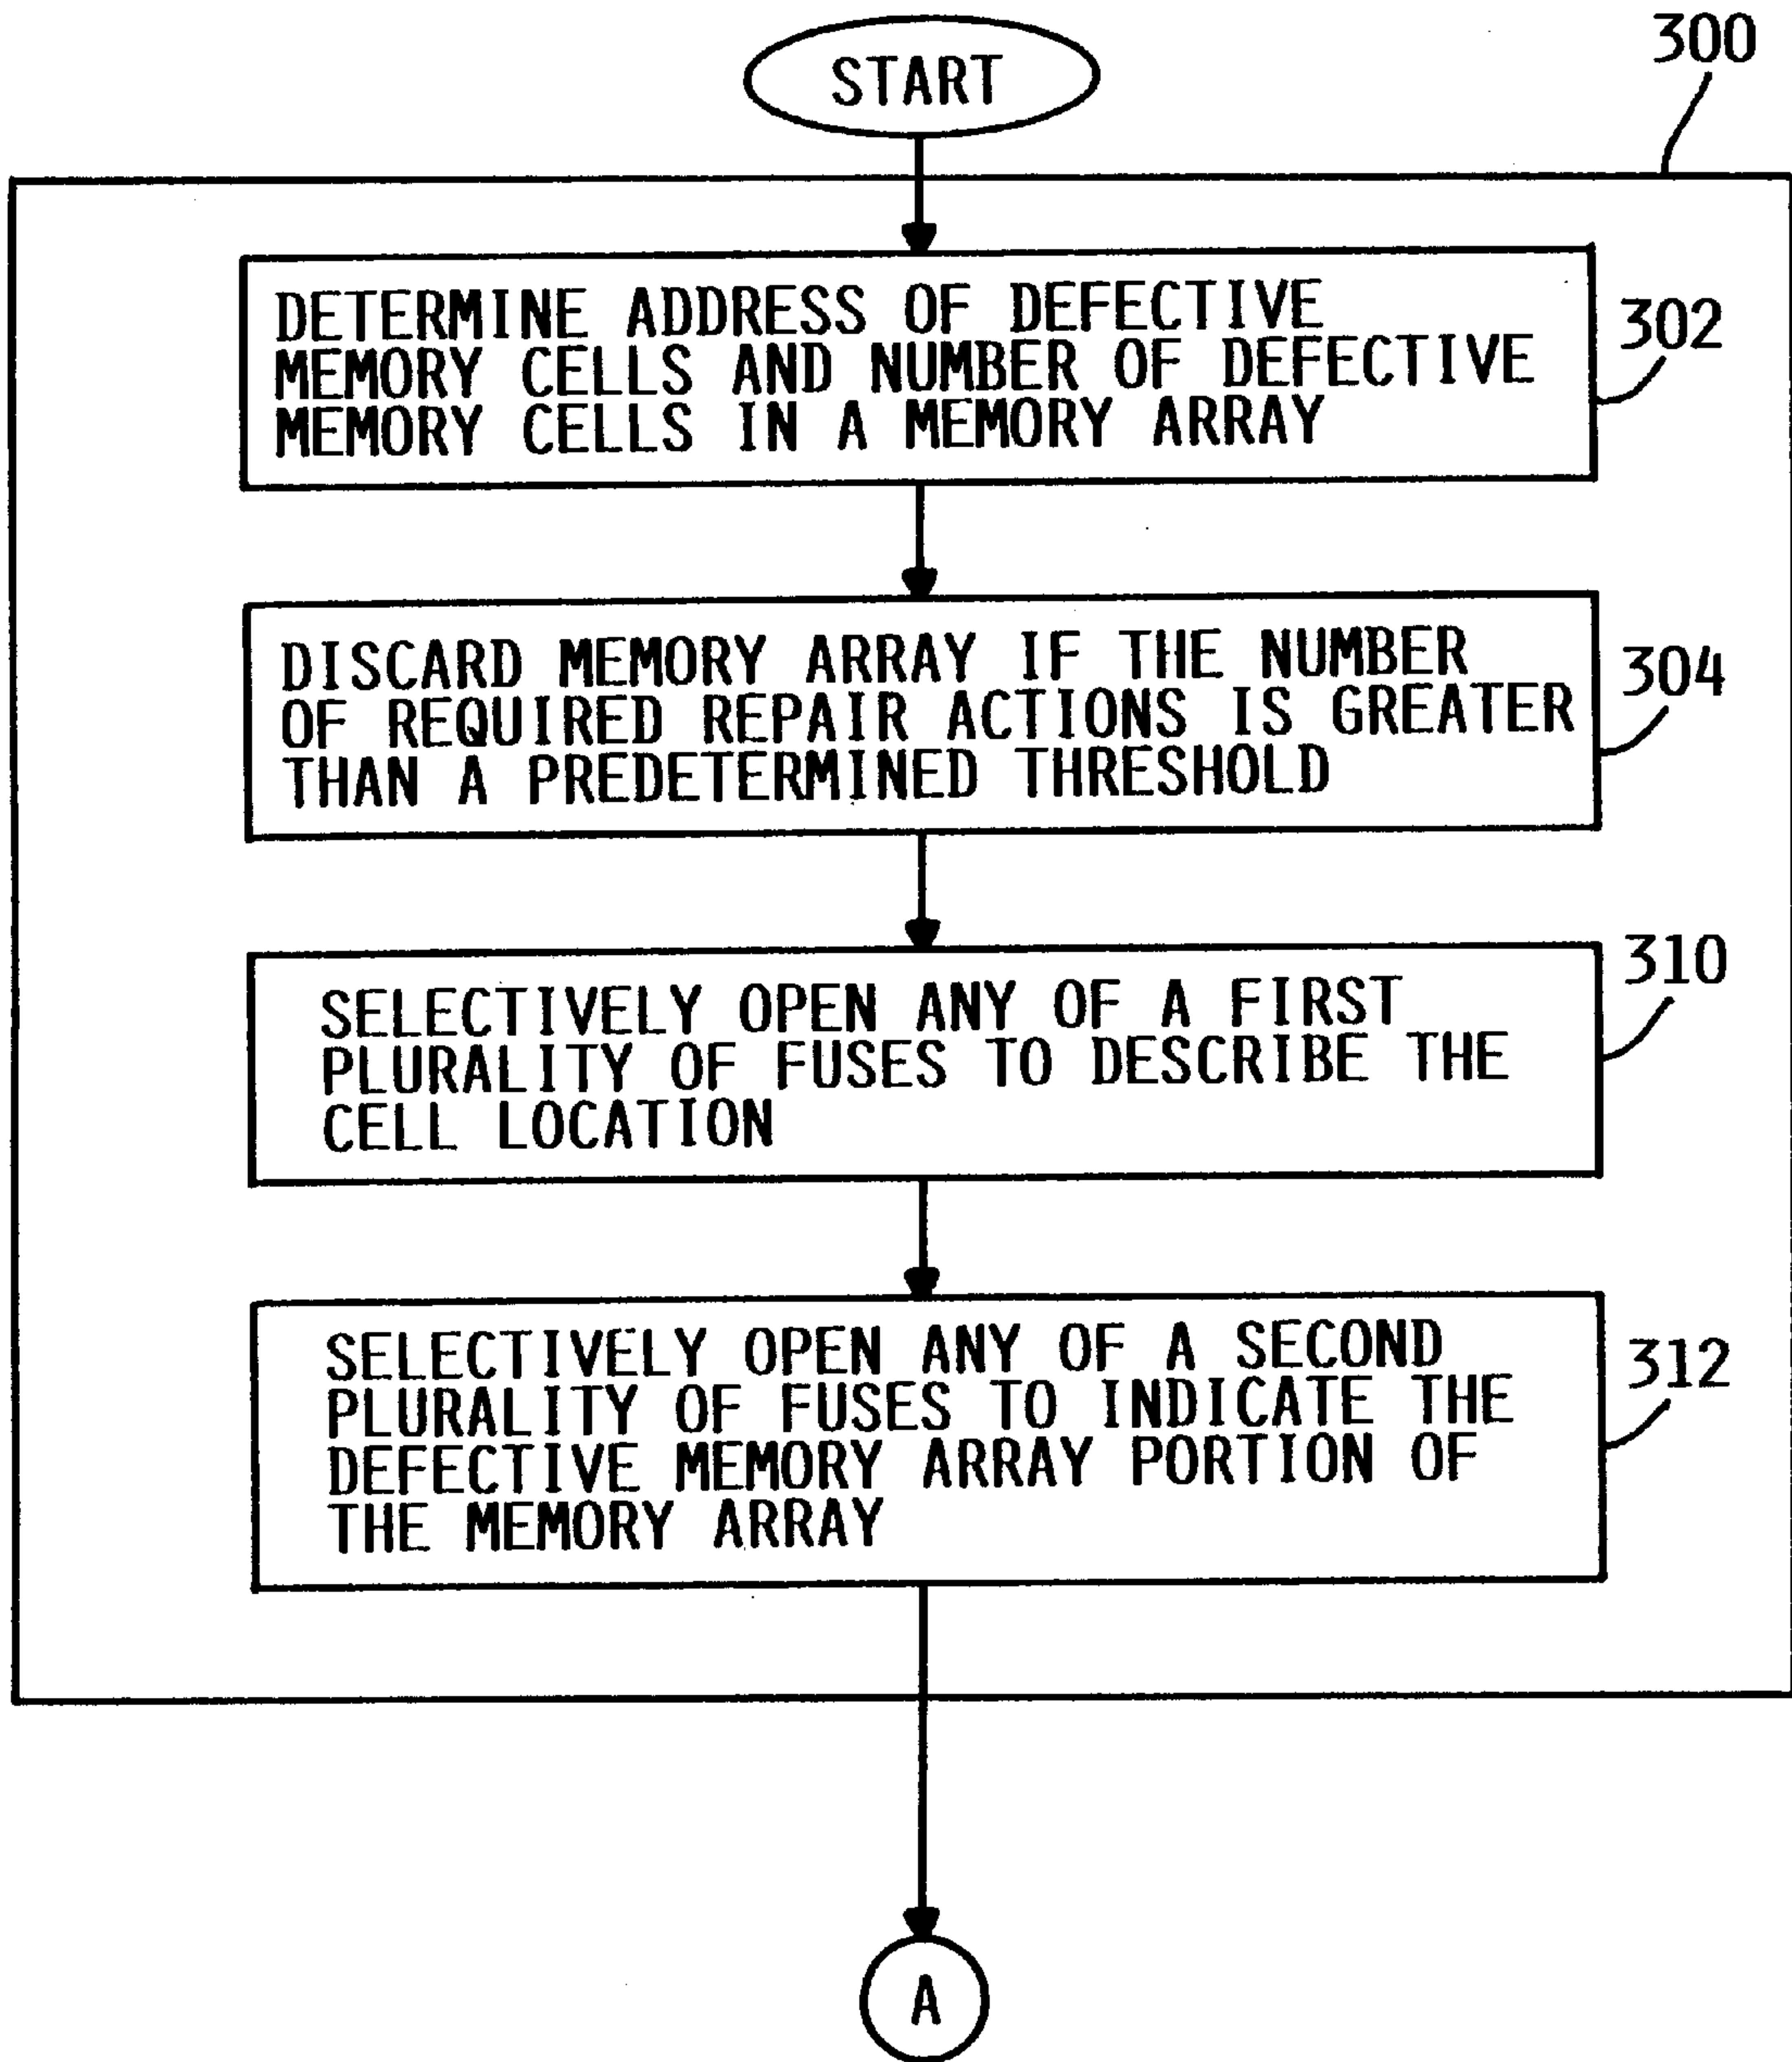 START
300
DETERMINE ADDRESS OF DEFECTIVE
MEMORY CELLS AND NUMBER OF DEFECTIVE
MEMORY CELLS IN A MEMORY ARRAY
302
DISCARD MEMORY ARRAY IF THE NUMBER
OF REQUIRED REPAIR ACTIONS IS GREATER
THAN A PREDETERMINED THRESHOLD
304
SELECTIVELY OPEN ANY OF A FIRST
PLURALITY OF FUSES TO DESCRIBE THE
CELL LOCATION
310
SELECTIVELY OPEN ANY OF A SECOND
PLURALITY OF FUSES TO INDICATE THE
DEFECTIVE MEMORY ARRAY PORTION OF
THE MEMORY ARRAY
312
A